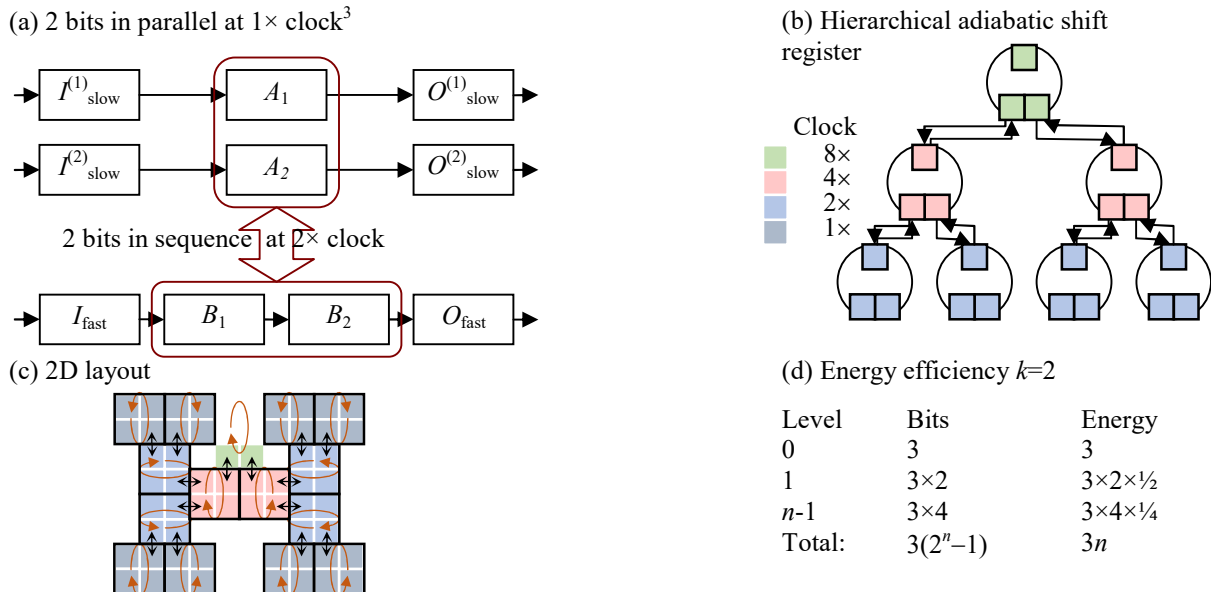 (a) 2 bits in parallel at 1× clock³
I⁽¹⁾slow
A₁
O⁽¹⁾slow
I⁽²⁾slow
A₂
O⁽²⁾slow
2 bits in sequence at 2× clock
Ifast
B₁
B₂
Ofast
(b) Hierarchical adiabatic shift
register
Clock
8×
4×
2×
1×
(c) 2D layout
(d) Energy efficiency k=2
Level Bits Energy
0 3 3
1 3×2 3×2×½
n-1 3×4 3×4×¼
Total: 3(2ⁿ–1) 3n